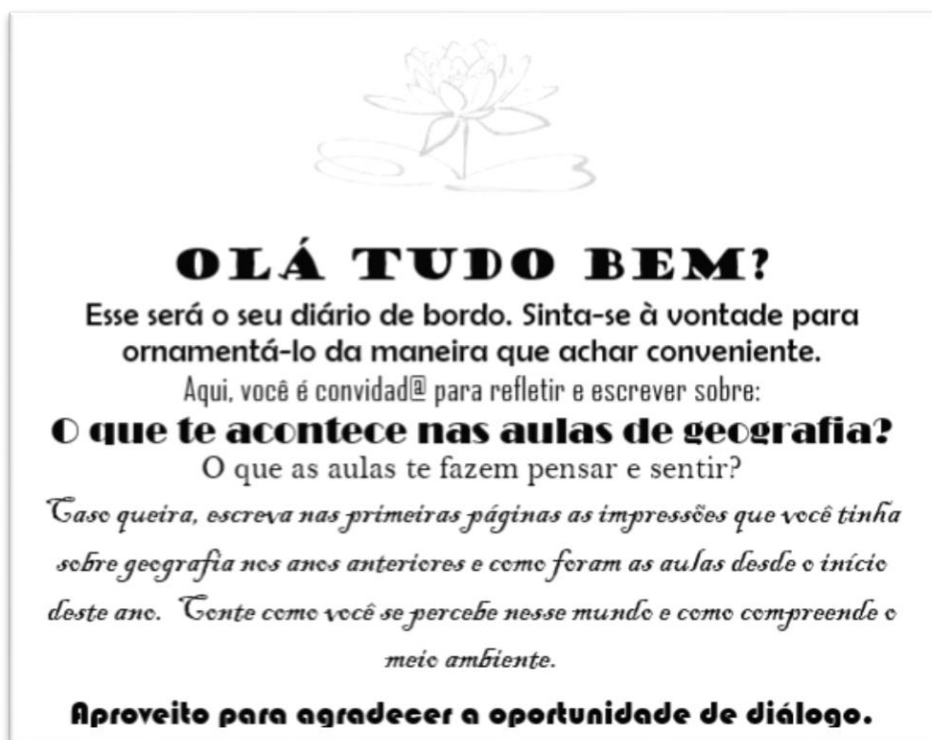 OLÁ TUDO BEM?
Esse será o seu diário de bordo. Sinta-se à vontade para
ornamentá-lo da maneira que achar conveniente.
Aqui, você é convidad@ para refletir e escrever sobre:
O que te acontece nas aulas de geografia?
O que as aulas te fazem pensar e sentir?
Caso queira, escreva nas primeiras páginas as impressões que você tinha
sobre geografia nos anos anteriores e como foram as aulas desde o início
deste ano. Conte como você se percebe nesse mundo e como compreende o
meio ambiente.
Aproveito para agradecer a oportunidade de diálogo.